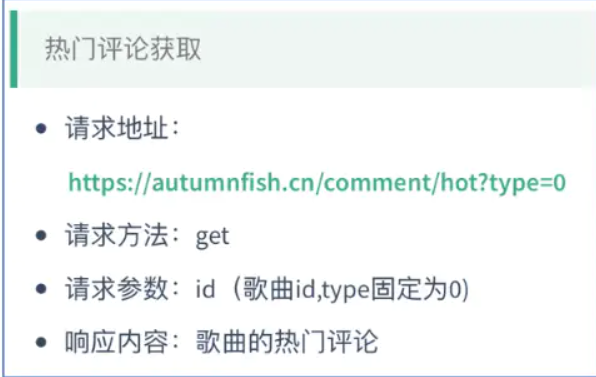 热门评论获取
请求地址：
https://autumnfish.cn/comment/hot?type=0
请求方法：get
请求参数：id（歌曲id,type固定为0)
响应内容：歌曲的热门评论